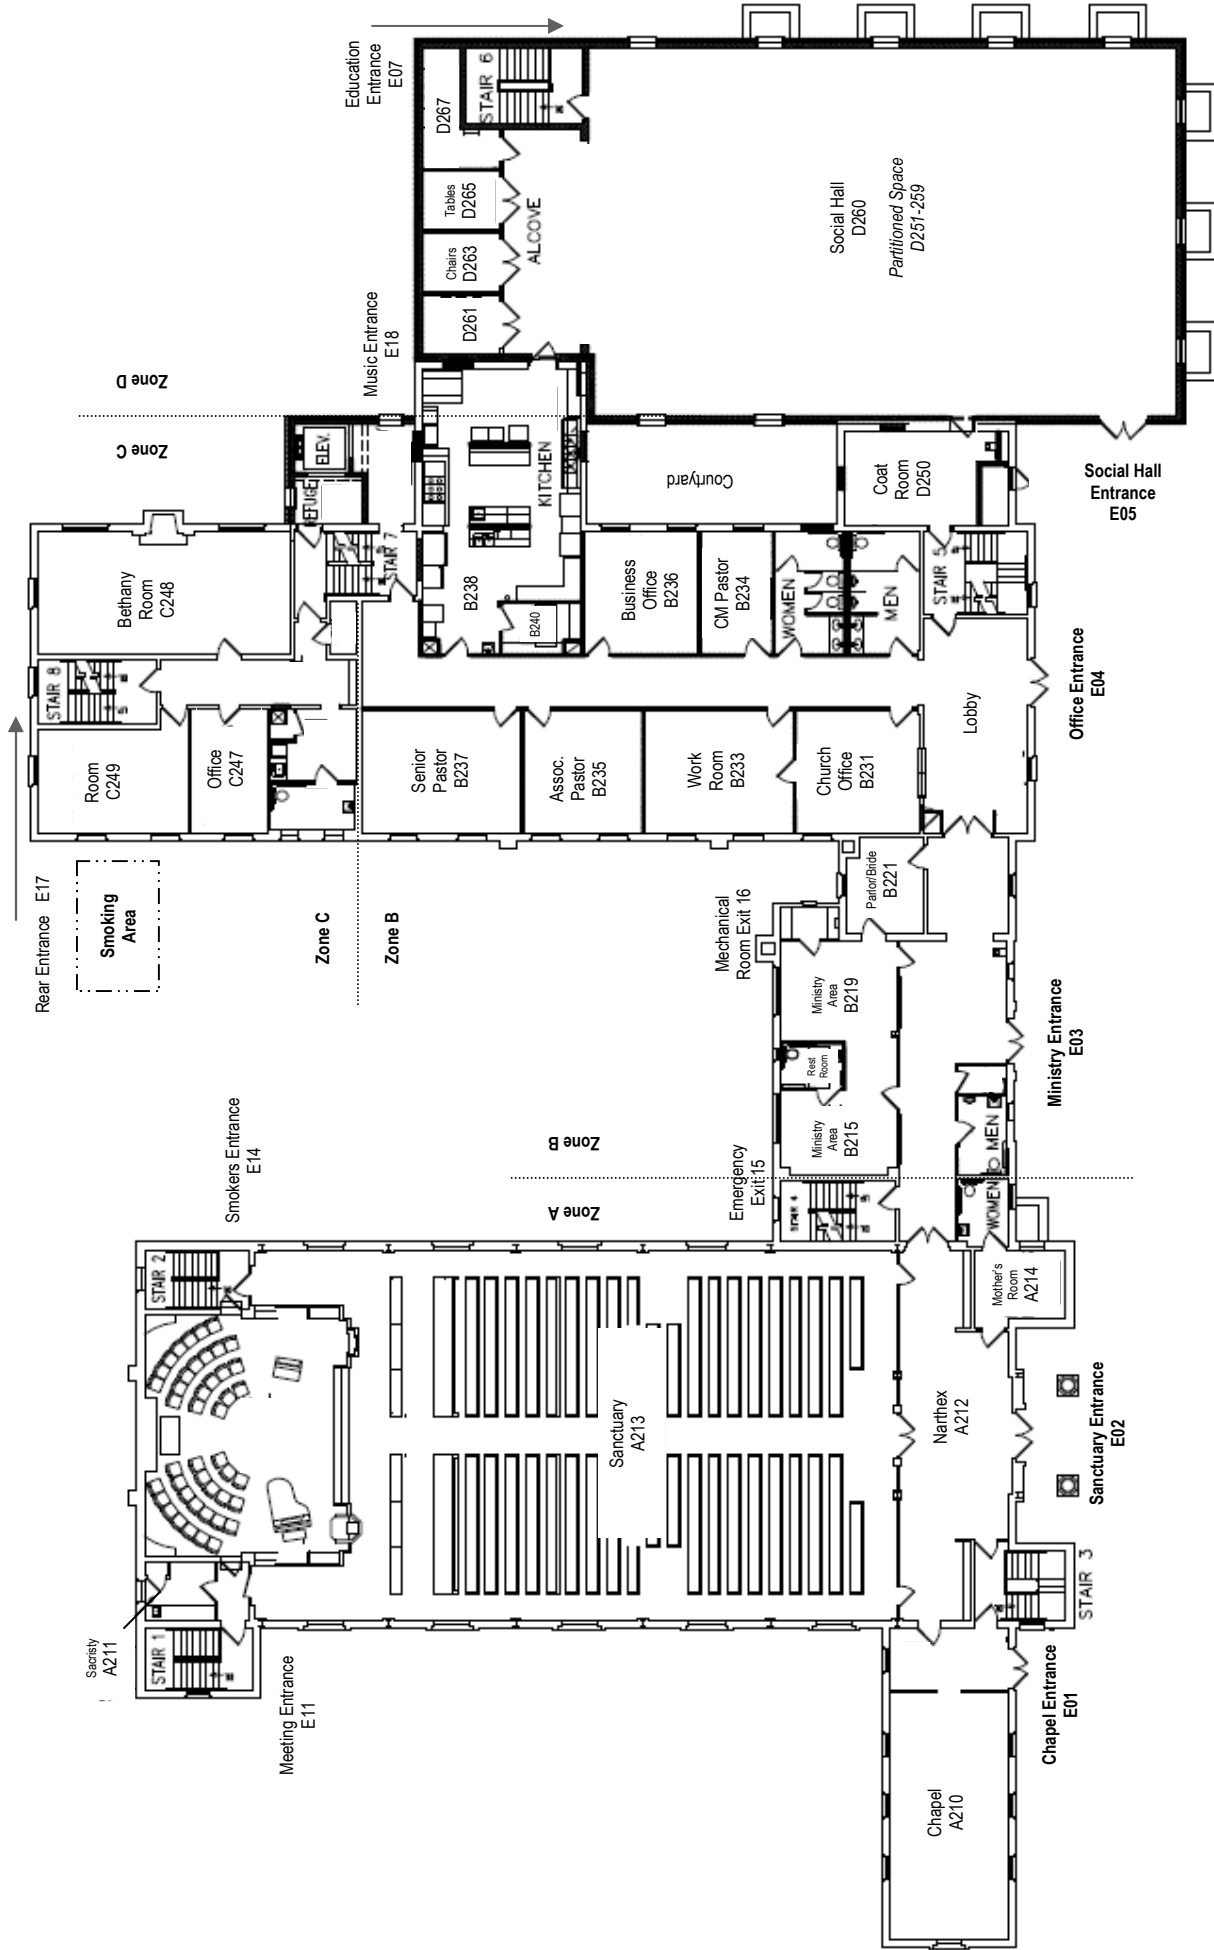 Education
Entrance
E07
STAIR 6
D267
Tables
D265
Chairs
D263
D261
ALCOVE
Social Hall
D260
Partitioned Space
D251-259
Music Entrance
E18
Zone D
Zone C
ELEV.
REFUGE
STAIR 7
KITCHEN
B238
B240
Courtyard
Coat
Room
D250
Social Hall
Entrance
E05
Bethany
Room
C248
STAIR 8
Room
C249
Office
C247
Business
Office
B236
CM Pastor
B234
WOMEN
MEN
STAIR 5
Senior
Pastor
B237
Assoc.
Pastor
B235
Work
Room
B233
Church
Office
B231
Lobby
Office Entrance
E04
Rear Entrance E17
Smoking
Area
Zone C
Zone B
Mechanical
Room Exit 16
Parlor/Bride
B221
Ministry
Area
B219
Rest
Room
Ministry
Area
B215
Ministry Entrance
E03
MEN
WOMEN
Smokers Entrance
E14
Zone B
Zone A
Emergency
Exit 15
STAIR 4
STAIR 2
Mother's
Room
A214
Sanctuary
A213
Narthex
A212
Sanctuary Entrance
E02
STAIR 3
Sacristy
A211
STAIR 1
Meeting Entrance
E11
Chapel Entrance
E01
Chapel
A210